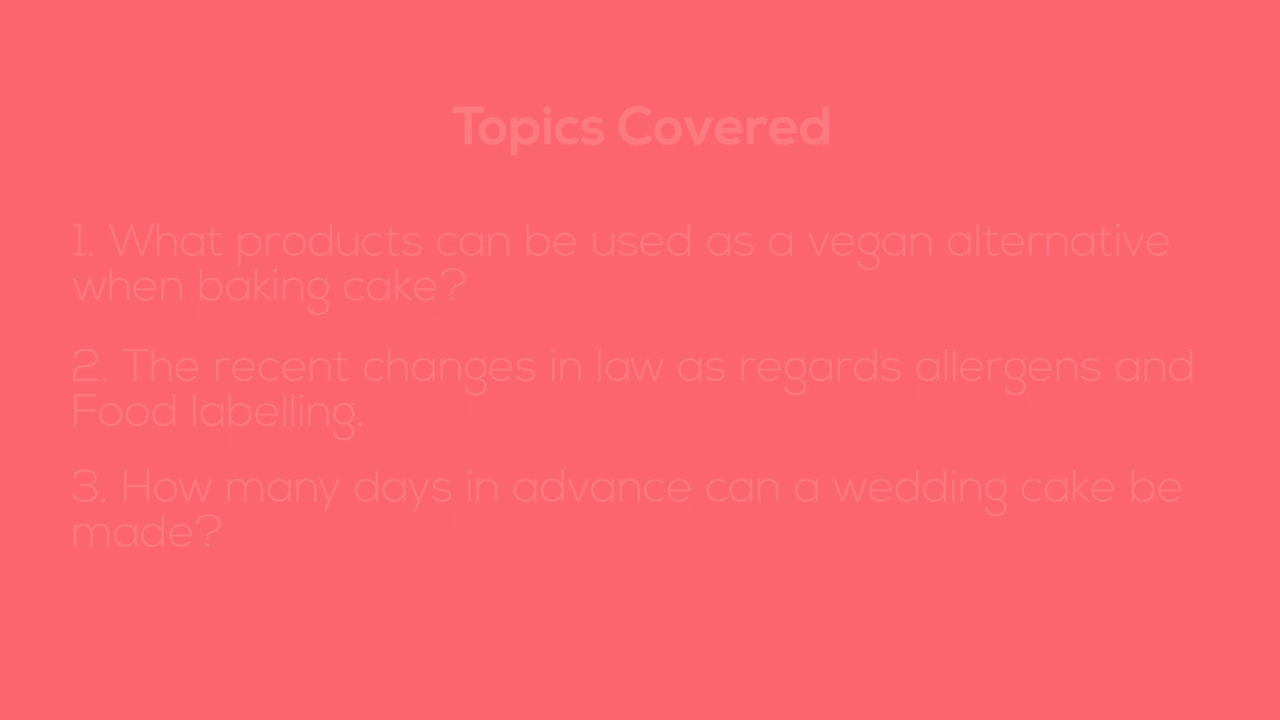 Topics Covered
1. What products can be used as a vegan alternative
when baking cake?
2. The recent changes in law as regards allergens and
Food labelling.
3. How many days in advance can a wedding cake be
made?